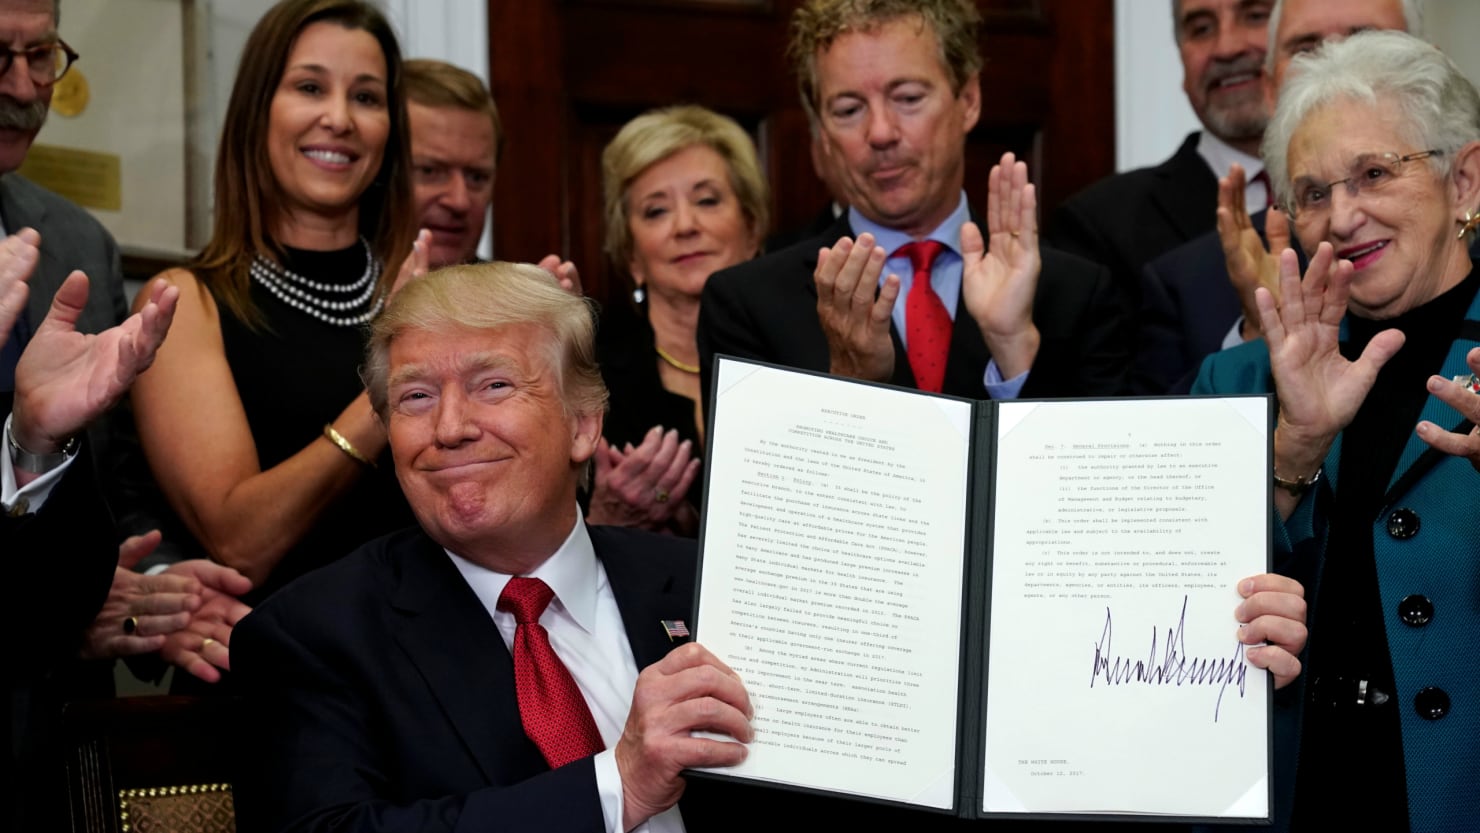 EXECUTIVE ORDER
- - - - - - -
PROMOTING HEALTHCARE CHOICE AND
COMPETITION ACROSS THE UNITED STATES
By the authority vested in me as President by the
Constitution and the laws of the United States of America, it
is hereby ordered as follows:
Section 1. Policy. (a) It shall be the policy of the
executive branch, to the extent consistent with law, to
facilitate the purchase of insurance across State lines and the
development and operation of a healthcare system that provides
high-quality care at affordable prices for the American people.
The Patient Protection and Affordable Care Act (PPACA), however,
has severely limited the choice of healthcare options available
to many Americans and has produced large premium increases in
many State individual markets for health insurance. The
average exchange premium in the 39 States that are using
www.healthcare.gov in 2017 is more than double the average
overall individual market premium recorded in 2013. The PPACA
has also largely failed to provide meaningful choice or
competition between insurers, resulting in one-third of
America's counties having only one insurer offering coverage
on their applicable government-run exchange in 2017.
(b) Among the myriad areas where current regulations limit
choice and competition, my Administration will prioritize three
areas for improvement in the near term: association health
(AHPs), short-term, limited-duration insurance (STLDI),
th reimbursement arrangements (HRAs).
(i) Large employers often are able to obtain better
terms on health insurance for their employees than
small employers because of their larger pools of
insurable individuals across which they can spread
Sec. 7. General Provisions. (a) Nothing in this order
shall be construed to impair or otherwise affect:
(i) the authority granted by law to an executive
department or agency, or the head thereof; or
(ii) the functions of the Director of the Office
of Management and Budget relating to budgetary,
administrative, or legislative proposals.
(b) This order shall be implemented consistent with
applicable law and subject to the availability of
appropriations.
(c) This order is not intended to, and does not, create
any right or benefit, substantive or procedural, enforceable at
law or in equity by any party against the United States, its
departments, agencies, or entities, its officers, employees, or
agents, or any other person.
THE WHITE HOUSE,
October 12, 2017.